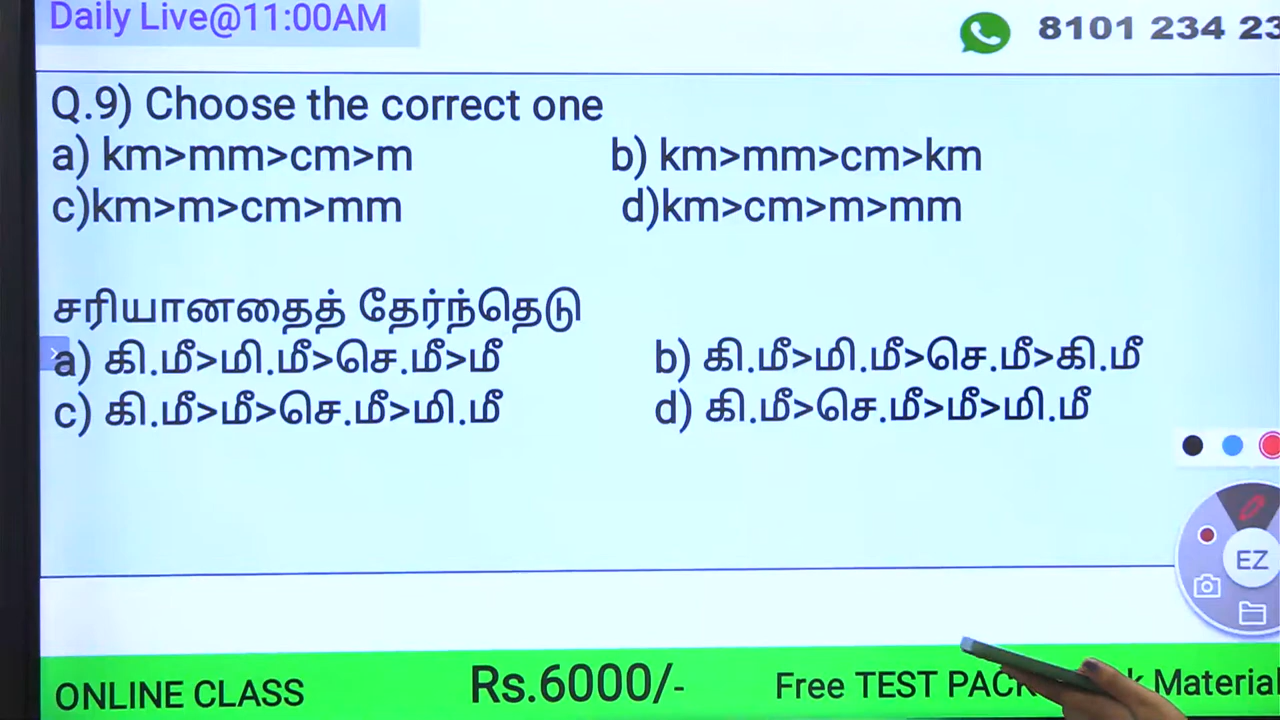 Daily Live@11:00AM
8101 234 23
Q.9) Choose the correct one
a) km>mm>cm>m b) km>mm>cm>km
c)km>m>cm>mm d)km>cm>m>mm
சரியானதைத் தேர்ந்தெடு
a) கி.மீ>மி.மீ>செ.மீ>மீ b) கி.மீ>மி.மீ>செ.மீ>கி.மீ
c) கி.மீ>மீ>செ.மீ>மி.மீ d) கி.மீ>செ.மீ>மீ>மி.மீ
EZ
ONLINE CLASS Rs.6000/- Free TEST PACK Material